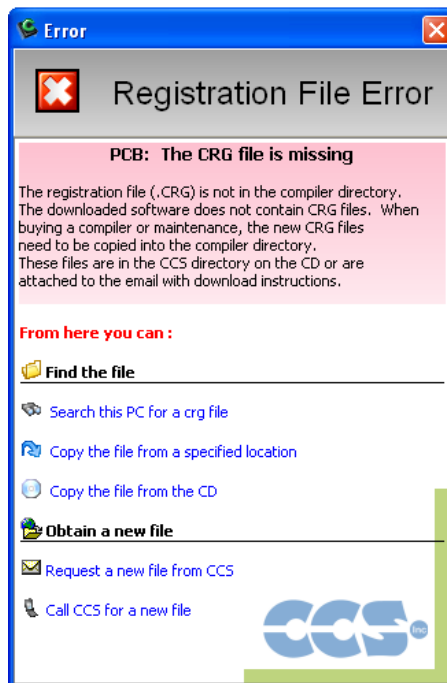 Error
Registration File Error
PCB:  The CRG file is missing
The registration file (.CRG) is not in the compiler directory.
The downloaded software does not contain CRG files.  When
buying a compiler or maintenance, the new CRG files
need to be copied into the compiler directory.
These files are in the CCS directory on the CD or are
attached to the email with download instructions.
From here you can :
Find the file
Search this PC for a crg file
Copy the file from a specified location
Copy the file from the CD
Obtain a new file
Request a new file from CCS
Call CCS for a new file
CCS Inc